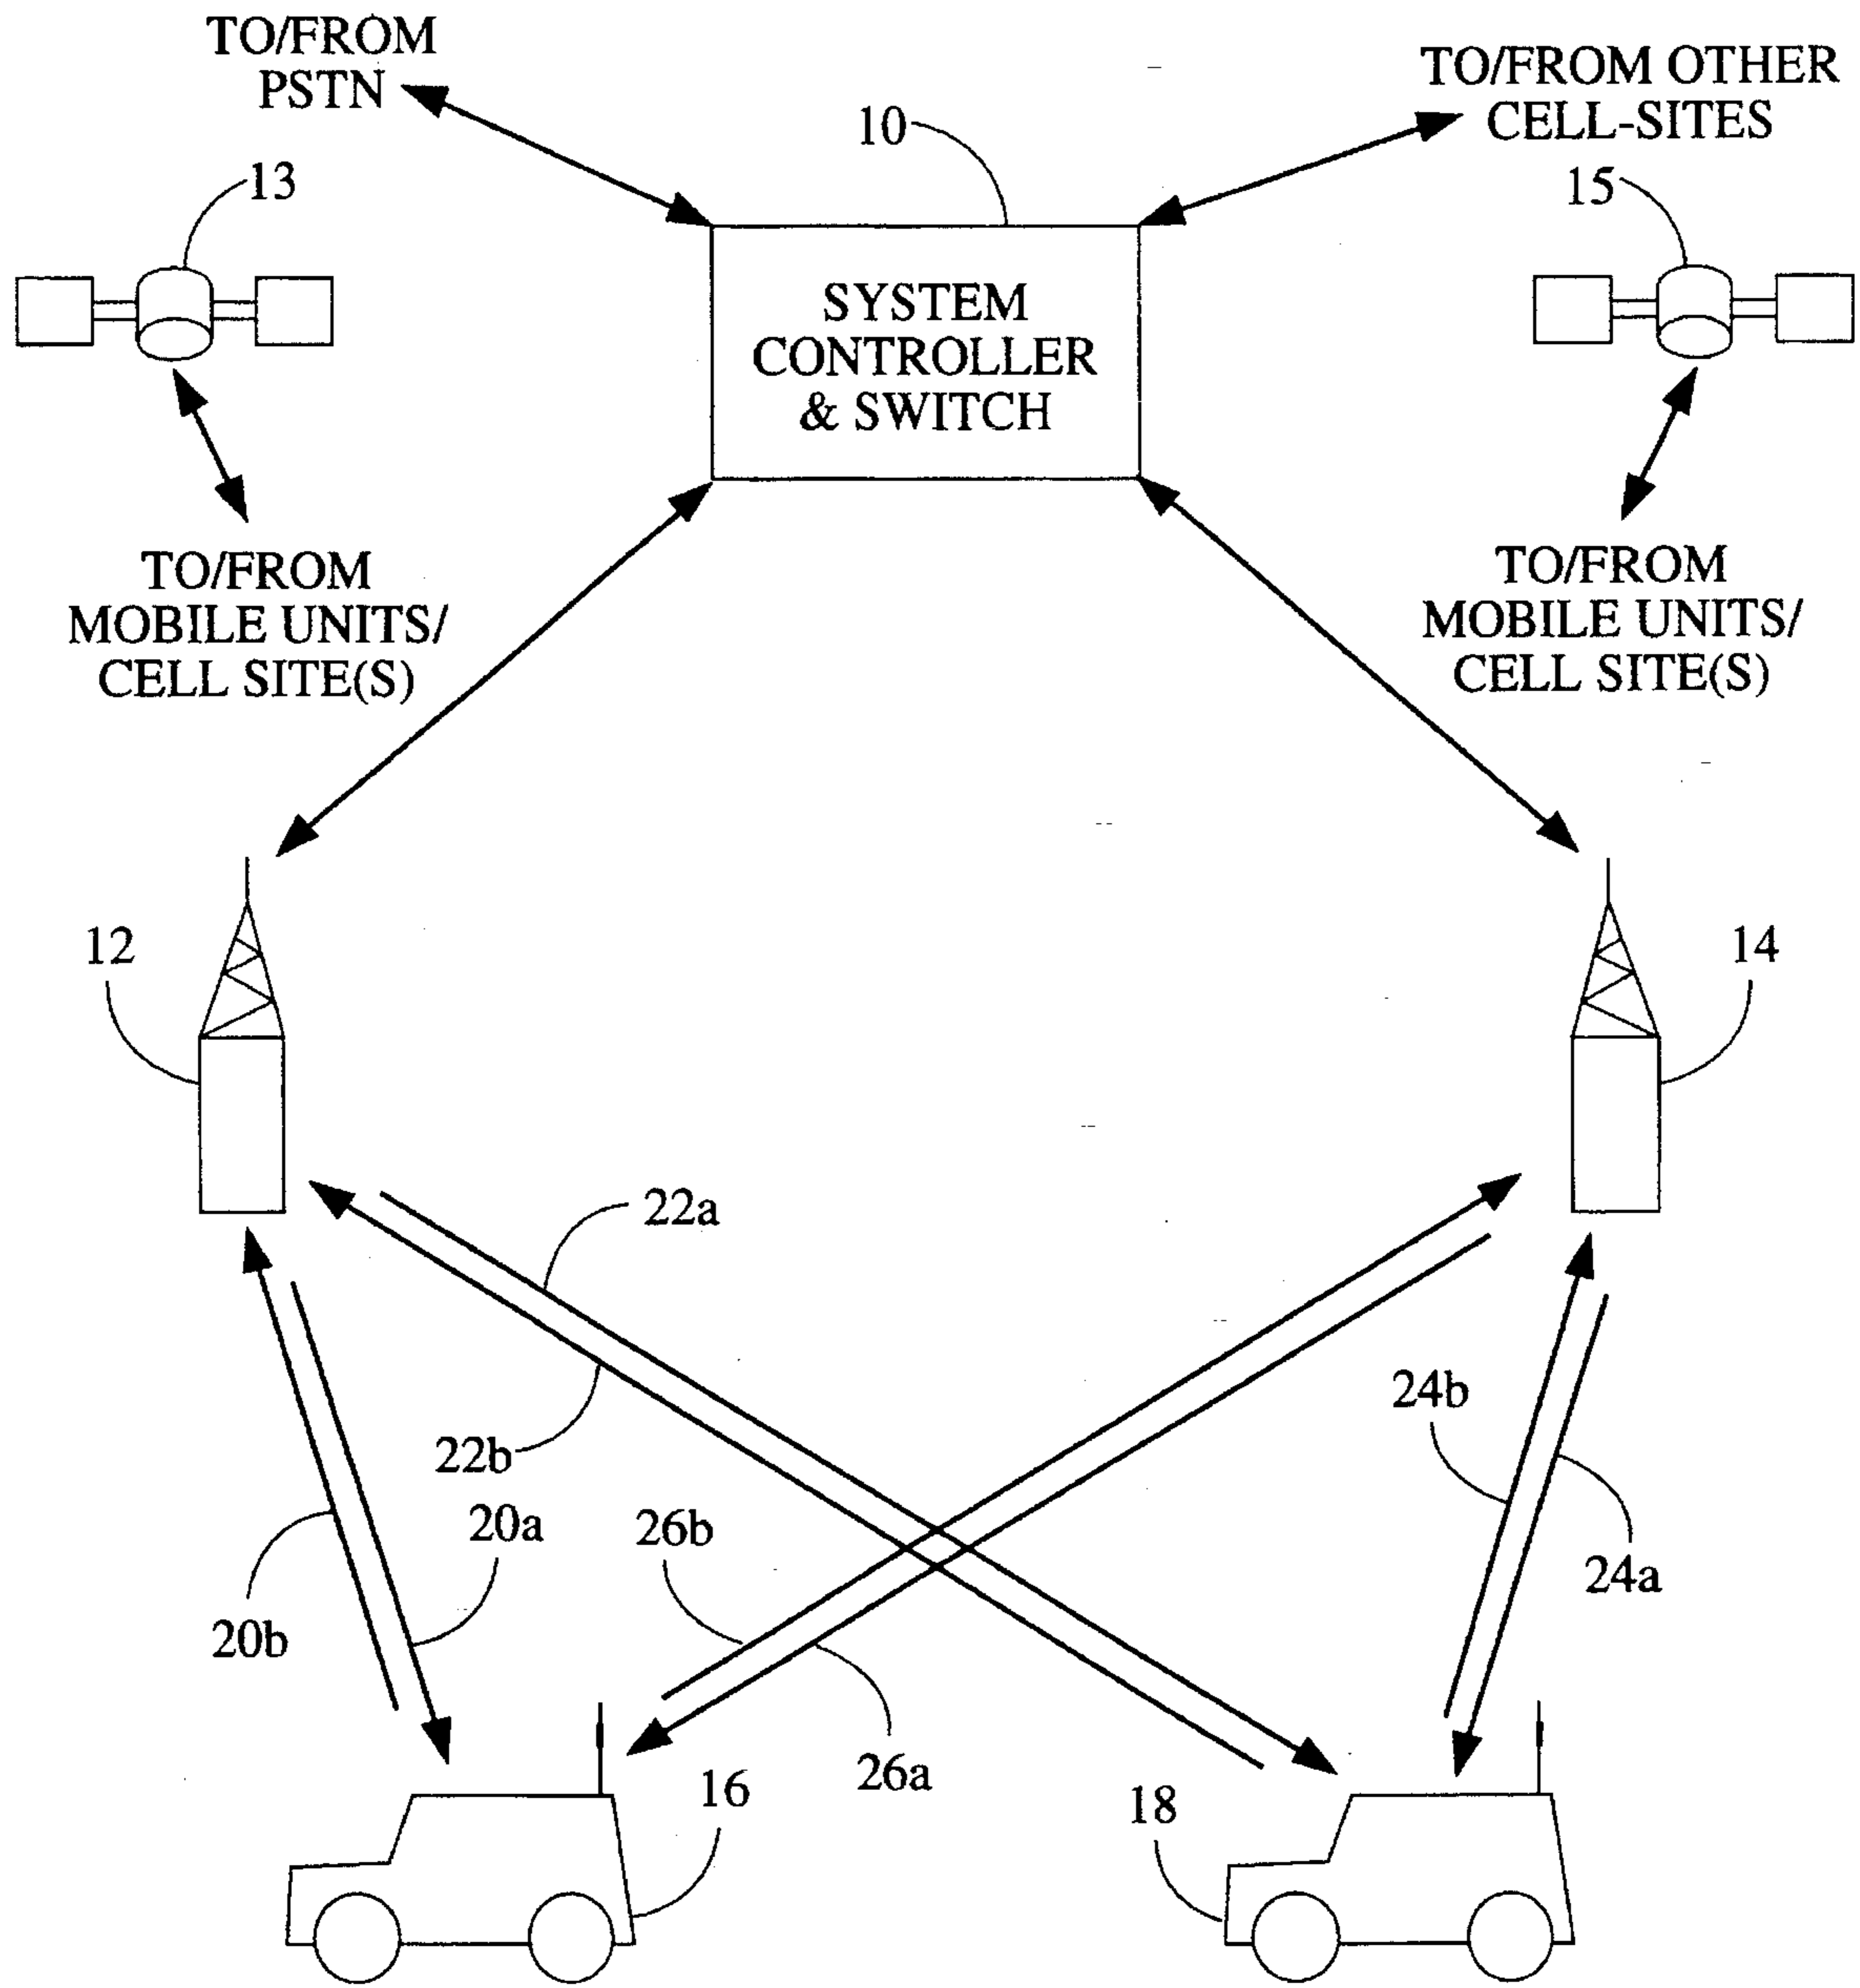 TO/FROM
PSTN
TO/FROM OTHER
CELL-SITES
10
13
15
SYSTEM
CONTROLLER
& SWITCH
TO/FROM
MOBILE UNITS/
CELL SITE(S)
TO/FROM
MOBILE UNITS/
CELL SITE(S)
12
14
22a
22b
24b
20a
26b
24a
20b
26a
16
18